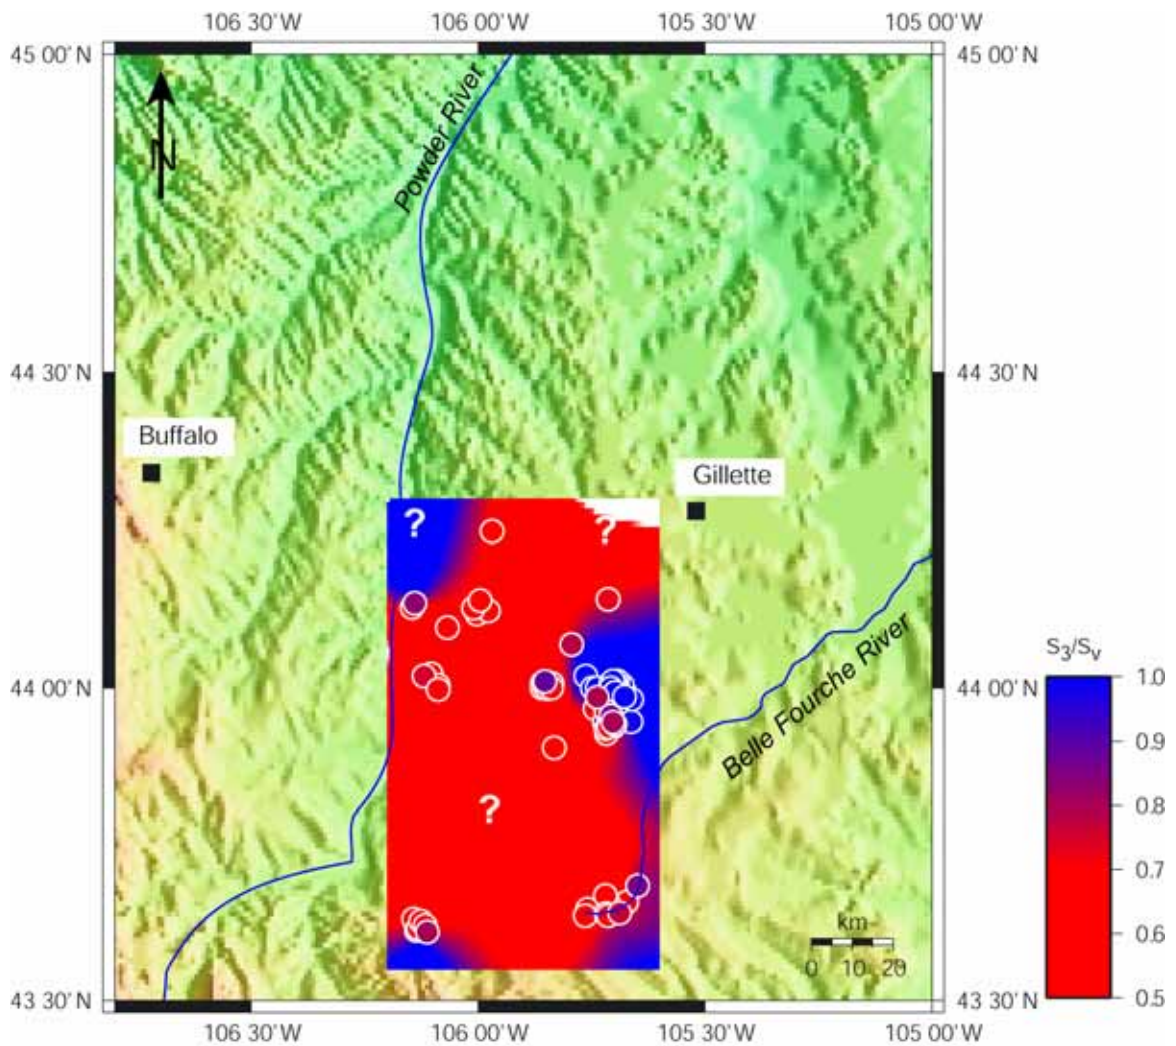 106 30' W 106 00' W 105 30' W 105 00' W
45 00' N 45 00' N
N
Powder River
44 30' N 44 30' N
Buffalo
Gillette
? ?
44 00' N 44 00' N
Belle Fourche River
?
S3/Sv
1.0
0.9
0.8
0.7
0.6
0.5
km
0 10 20
43 30' N 43 30' N
106 30' W 106 00' W 105 30' W 105 00' W